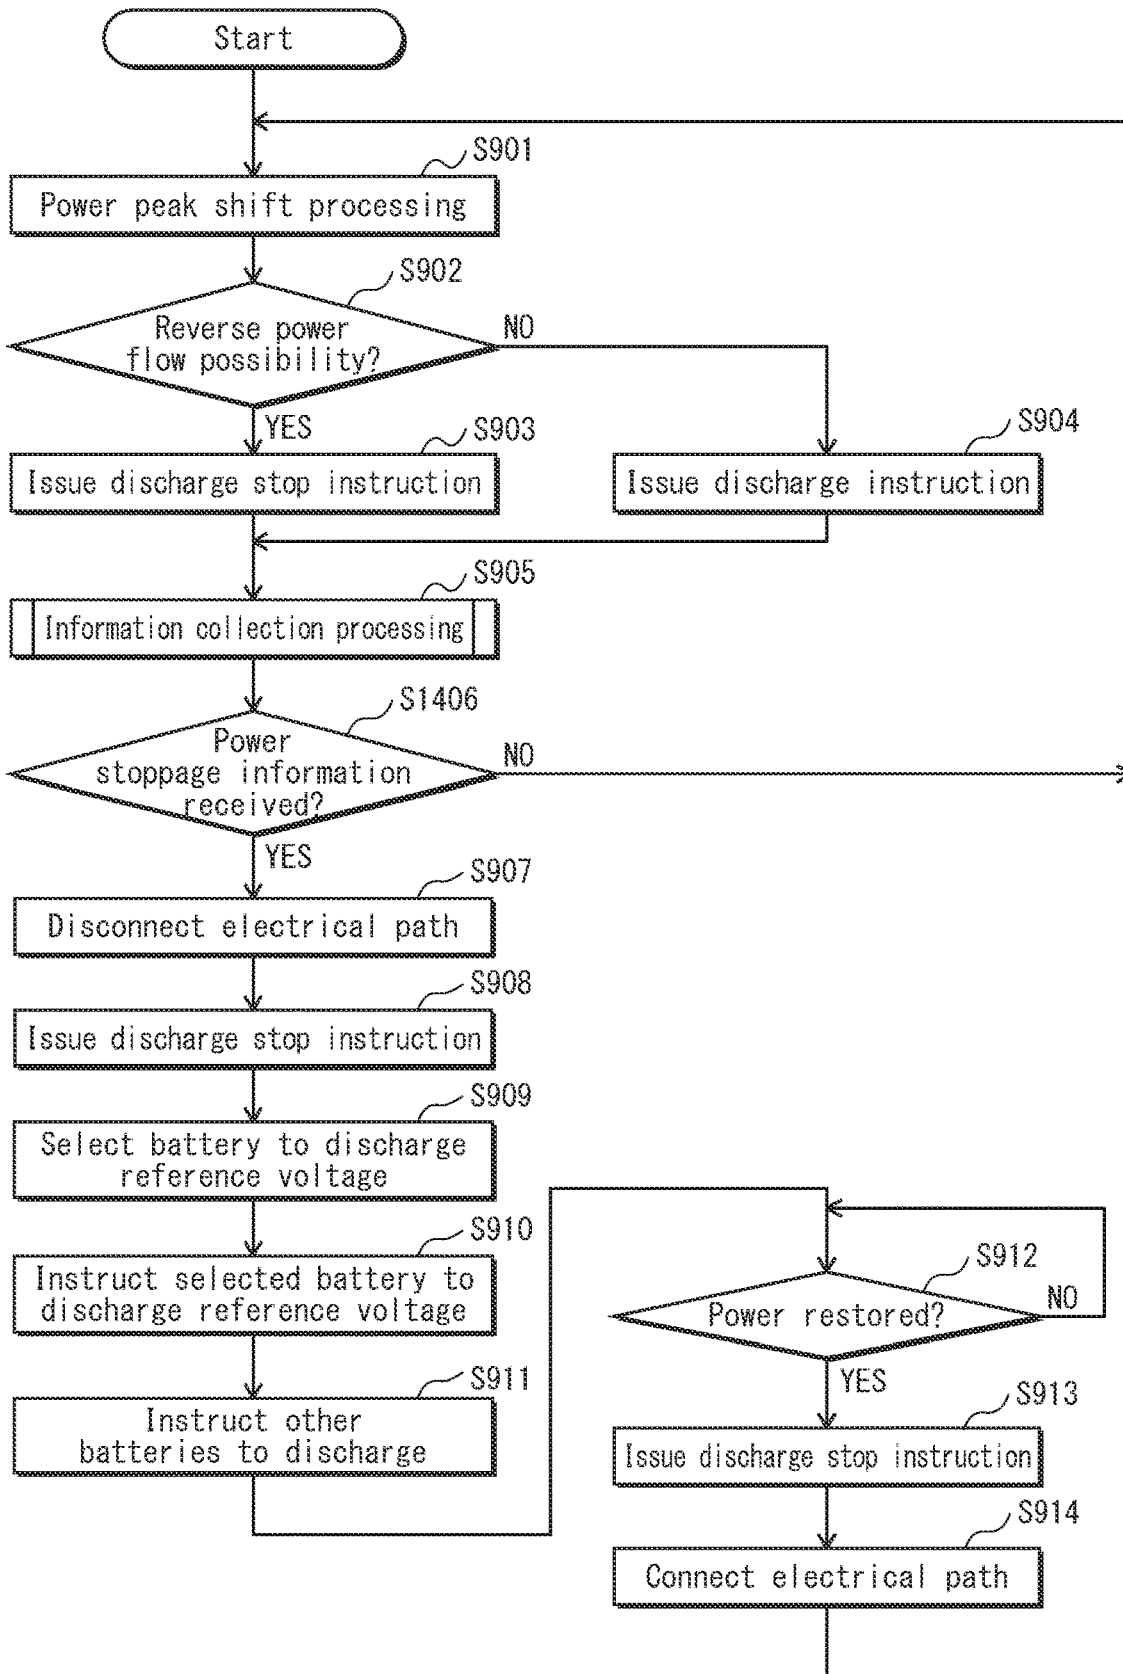 Start
S901
Power peak shift processing
S902
Reverse power
flow possibility?
NO
YES
S903
Issue discharge stop instruction
S904
Issue discharge instruction
S905
Information collection processing
S1406
Power
stoppage information
received?
NO
YES
S907
Disconnect electrical path
S908
Issue discharge stop instruction
S909
Select battery to discharge
reference voltage
S910
Instruct selected battery to
discharge reference voltage
S911
Instruct other
batteries to discharge
S912
Power restored?
NO
YES
S913
Issue discharge stop instruction
S914
Connect electrical path